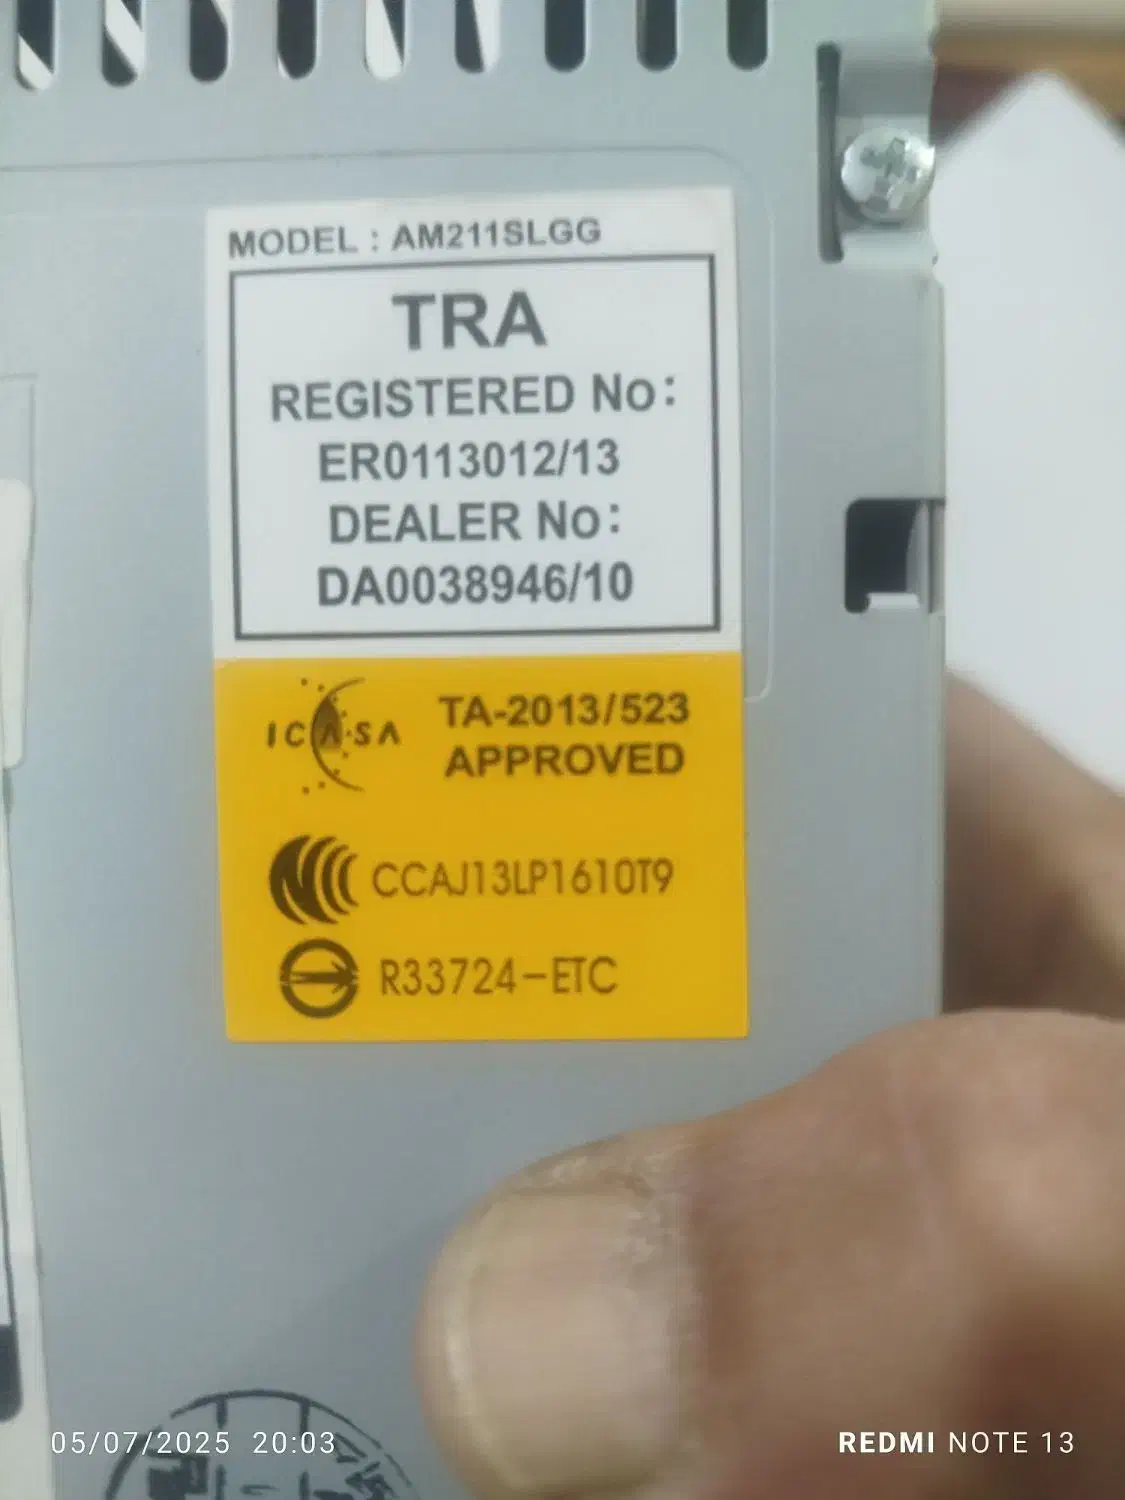 MODEL : AM211SLGG
TRA
REGISTERED No:
ER0113012/13
DEALER No:
DA0038946/10
ICASA
TA-2013/523
APPROVED
CCAJ13LP1610T9
R33724-ETC
05/07/2025 20:03
REDMI NOTE 13